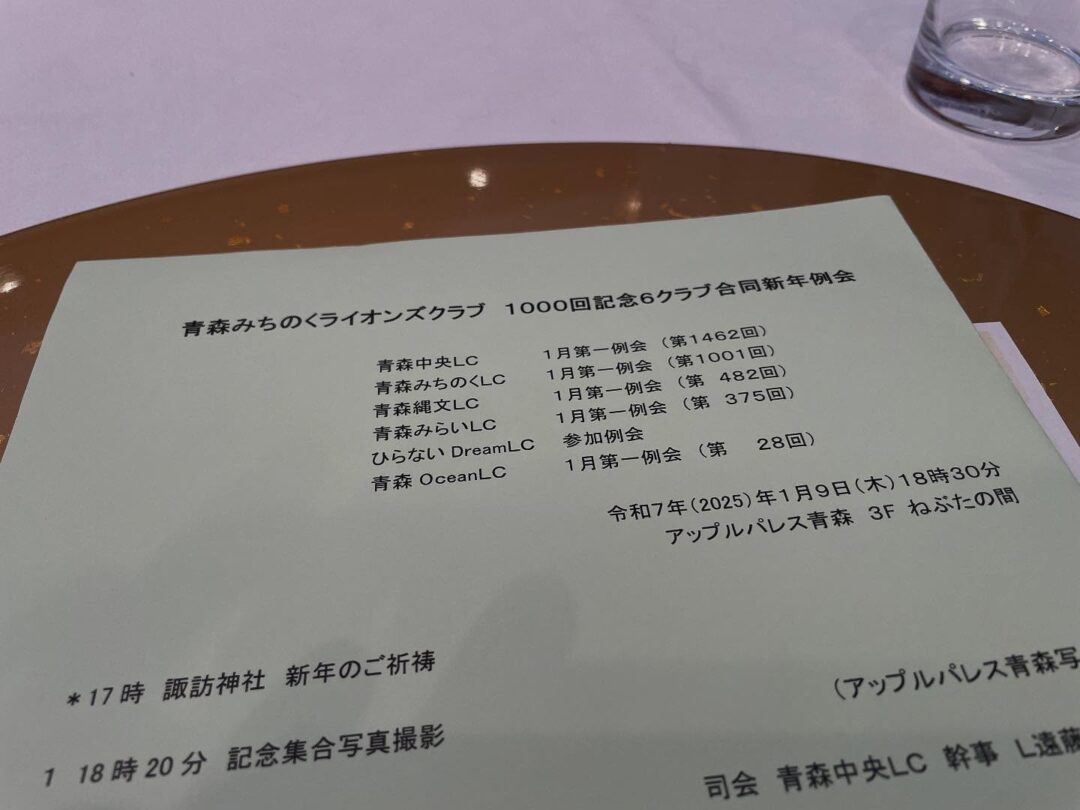 青森みちのくライオンズクラブ 1000回記念6クラブ合同新年例会
青森中央LC 1月第一例会 (第1462回)
青森みちのくLC 1月第一例会 (第1001回)
青森縄文LC 1月第一例会 (第 482回)
青森みらいLC 1月第一例会 (第 375回)
ひらない DreamLC 参加例会
青森 OceanLC 1月第一例会 (第 28回)
令和7年(2025)年1月9日(木)18時30分
アップルパレス青森 3F ねぶたの間
*17時 諏訪神社 新年のご祈祷
(アップルパレス青森写
1 18時20分 記念集合写真撮影
司会 青森中央LC 幹事 L遠藤